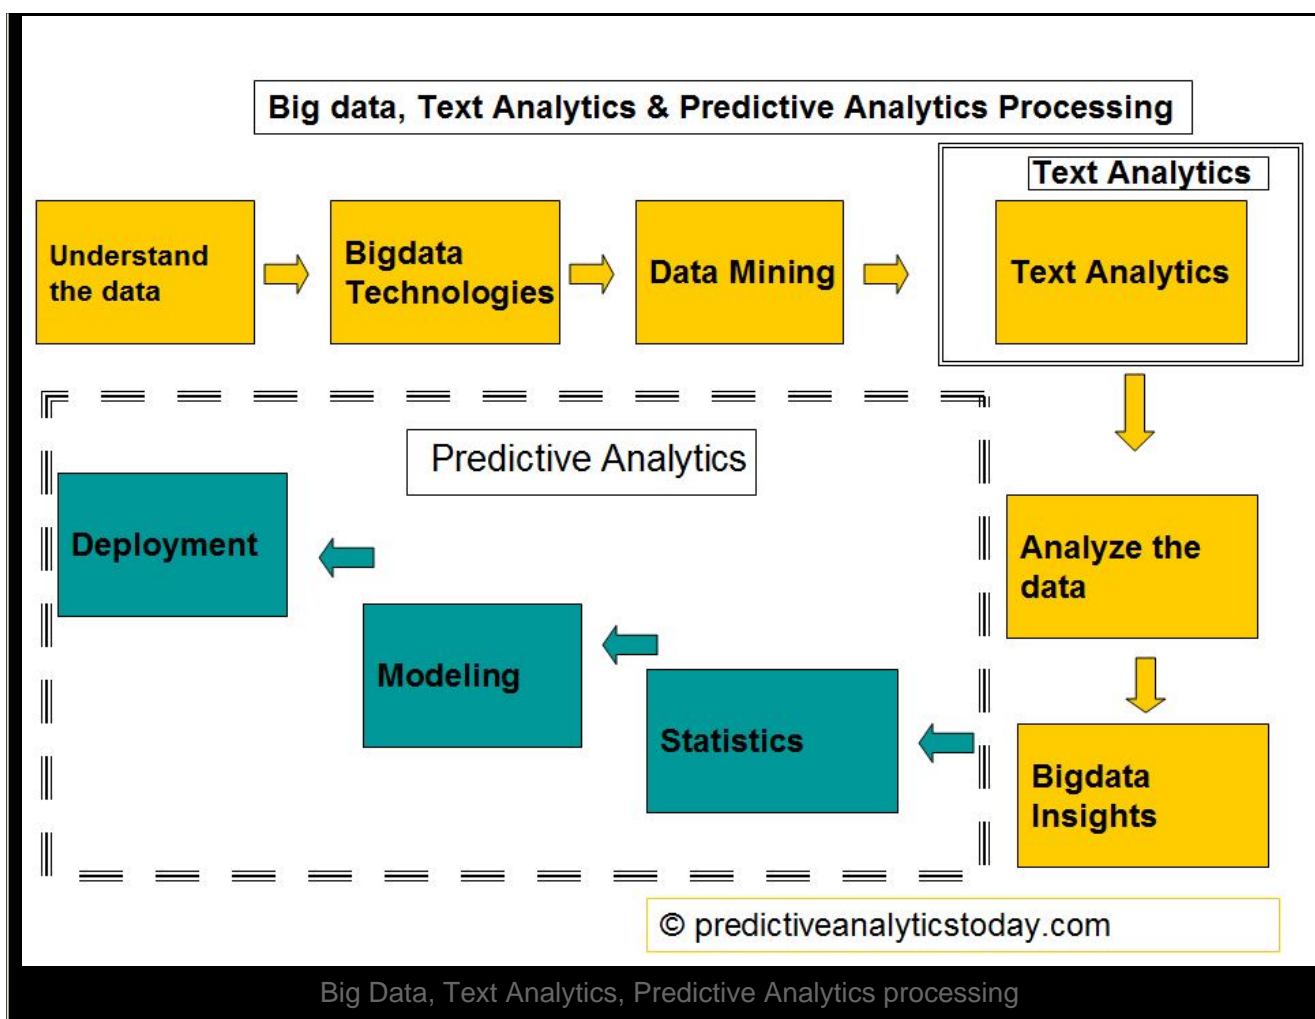 Big data, Text Analytics & Predictive Analytics Processing
Text Analytics
Understand
the data
Bigdata
Technologies
Data Mining
Text Analytics
Predictive Analytics
Deployment
Modeling
Statistics
Analyze the
data
Bigdata
Insights
© predictiveanalyticstoday.com
Big Data, Text Analytics, Predictive Analytics processing